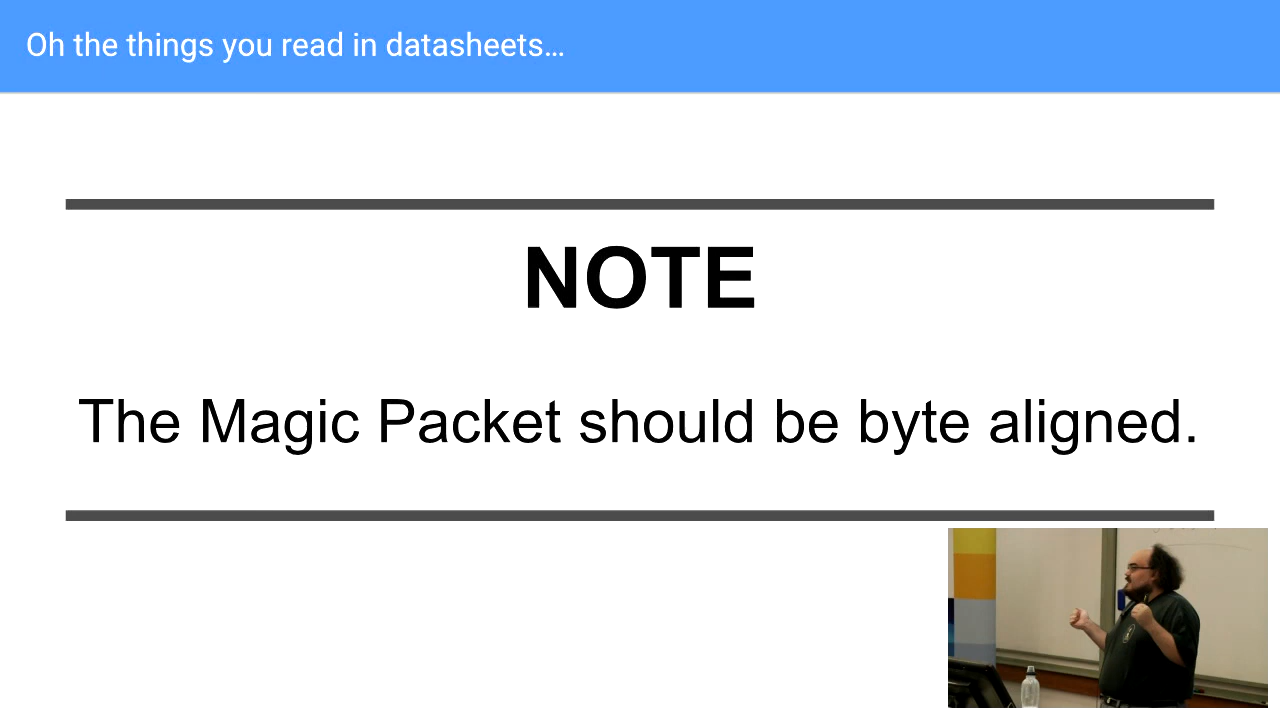 Oh the things you read in datasheets…
NOTE
The Magic Packet should be byte aligned.